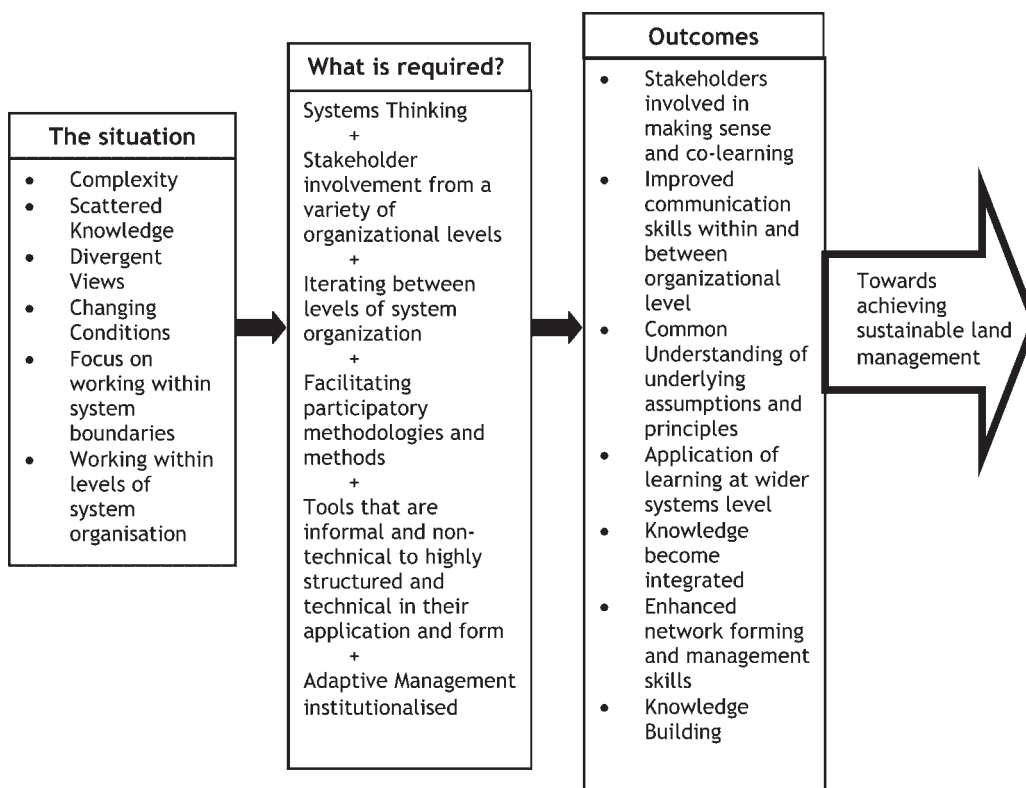 The situation
• Complexity
• Scattered
Knowledge
• Divergent
Views
• Changing
Conditions
• Focus on
working within
system
boundaries
• Working within
levels of
system
organisation
What is required?
Systems Thinking
+
Stakeholder
involvement from a
variety of
organizational levels
+
Iterating between
levels of system
organization
+
Facilitating
participatory
methodologies and
methods
+
Tools that are
informal and non-
technical to highly
structured and
technical in their
application and form
+
Adaptive Management
institutionalised
Outcomes
• Stakeholders
involved in
making sense
and co-learning
• Improved
communication
skills within and
between
organizational
level
• Common
Understanding of
underlying
assumptions and
principles
• Application of
learning at wider
systems level
• Knowledge
become
integrated
• Enhanced
network forming
and management
skills
• Knowledge
Building
Towards
achieving
sustainable land
management